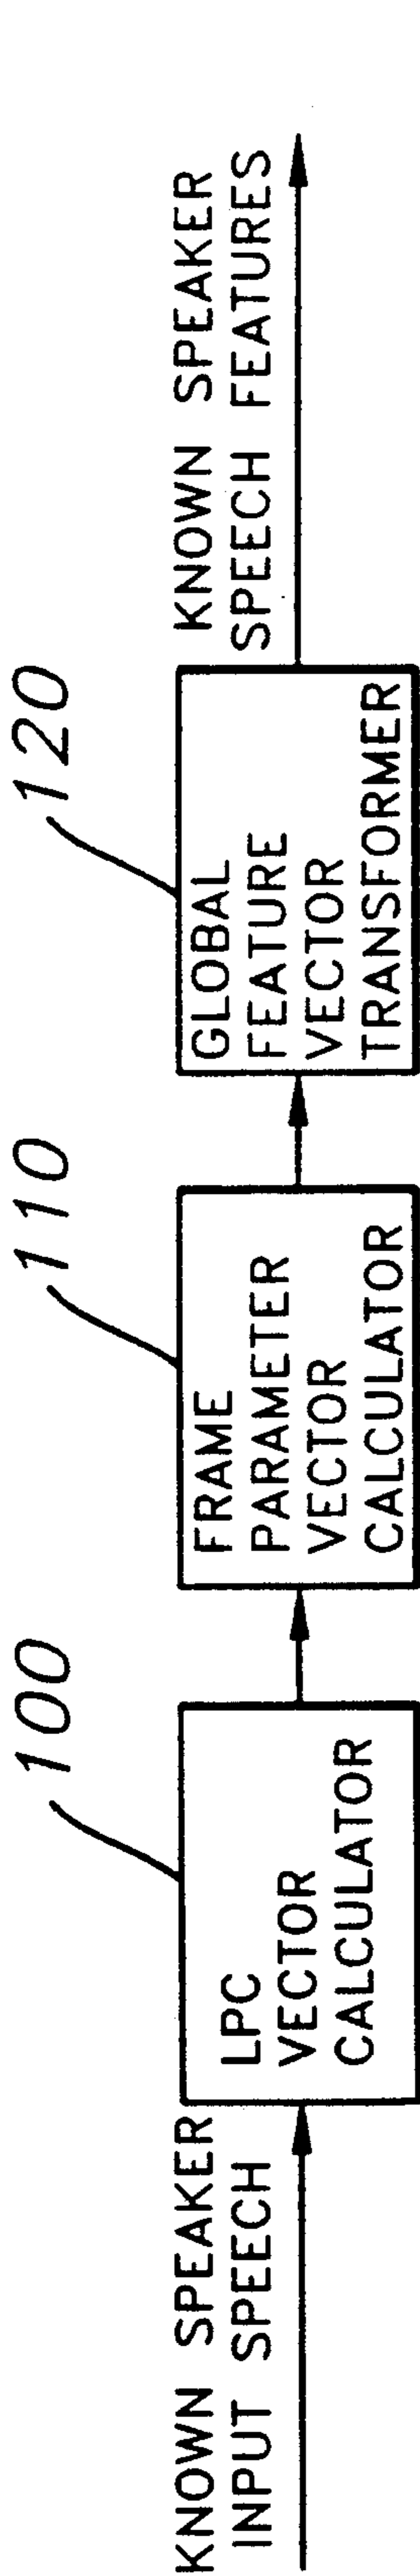 100
110
120
KNOWN SPEAKER
INPUT SPEECH
LPC
VECTOR
CALCULATOR
FRAME
PARAMETER
VECTOR
CALCULATOR
GLOBAL
FEATURE
VECTOR
TRANSFORMER
KNOWN SPEAKER
SPEECH FEATURES